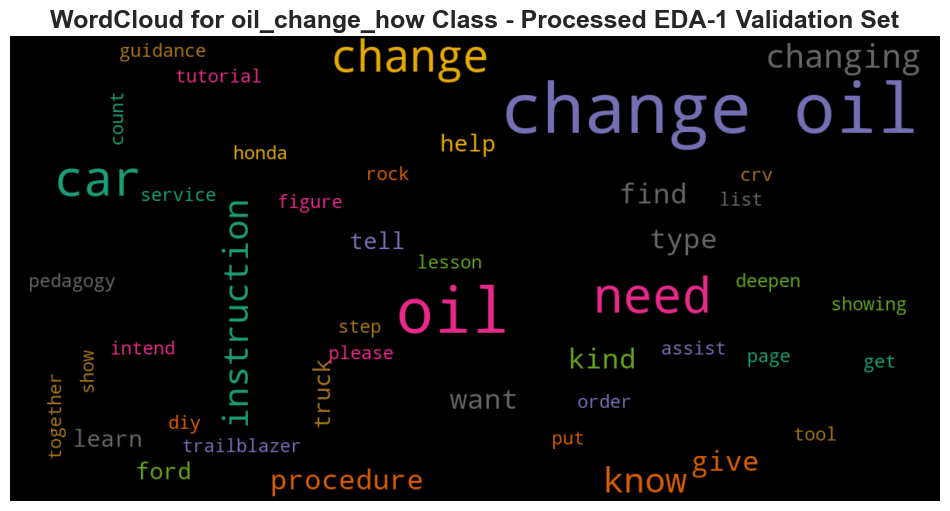 WordCloud for oil_change_how Class - Processed EDA-1 Validation Set
guidance
change
changing
tutorial
count
change oil
honda
help
car
service
rock
figure
find
crv
list
instruction
tell
type
lesson
pedagogy
oil
need
deepen
showing
intend
show
step
please
kind
assist
page
get
together
truck
want
order
learn
diy
trailblazer
put
tool
ford
procedure
know
give